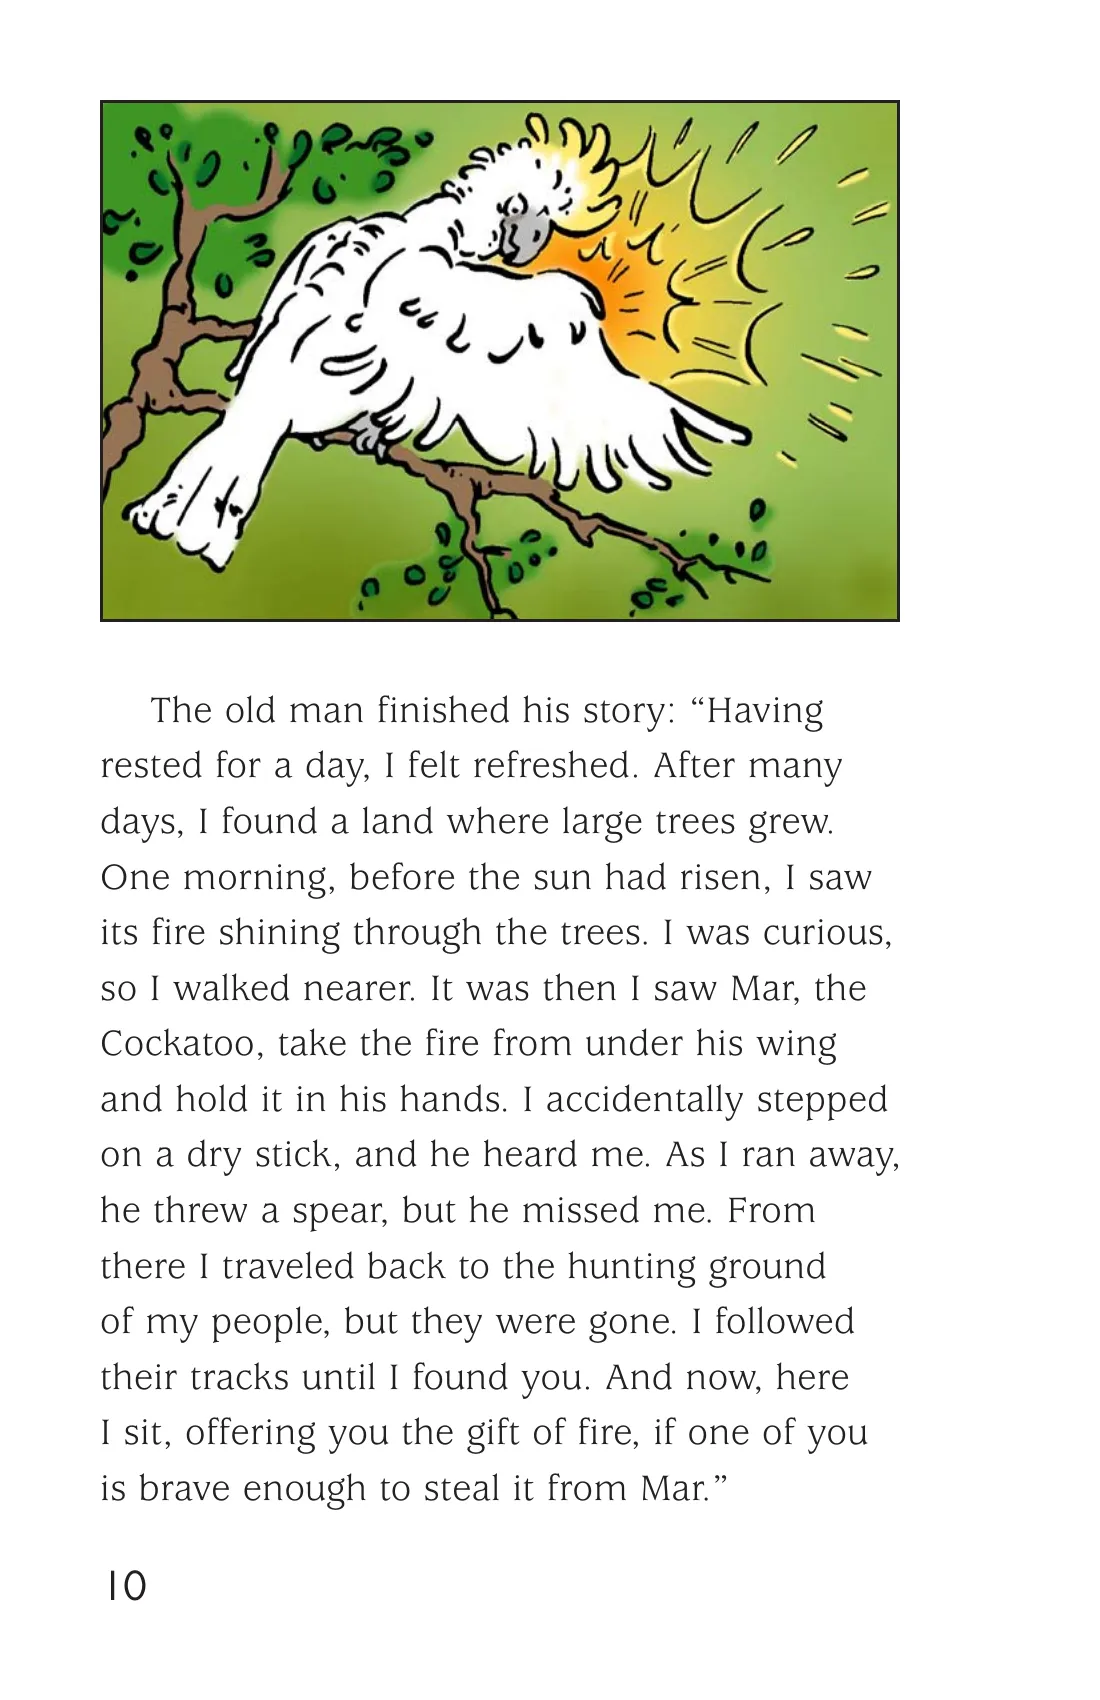 The old man finished his story: “Having
rested for a day, I felt refreshed. After many
days, I found a land where large trees grew.
One morning, before the sun had risen, I saw
its fire shining through the trees. I was curious,
so I walked nearer. It was then I saw Mar, the
Cockatoo, take the fire from under his wing
and hold it in his hands. I accidentally stepped
on a dry stick, and he heard me. As I ran away,
he threw a spear, but he missed me. From
there I traveled back to the hunting ground
of my people, but they were gone. I followed
their tracks until I found you. And now, here
I sit, offering you the gift of fire, if one of you
is brave enough to steal it from Mar.”
10